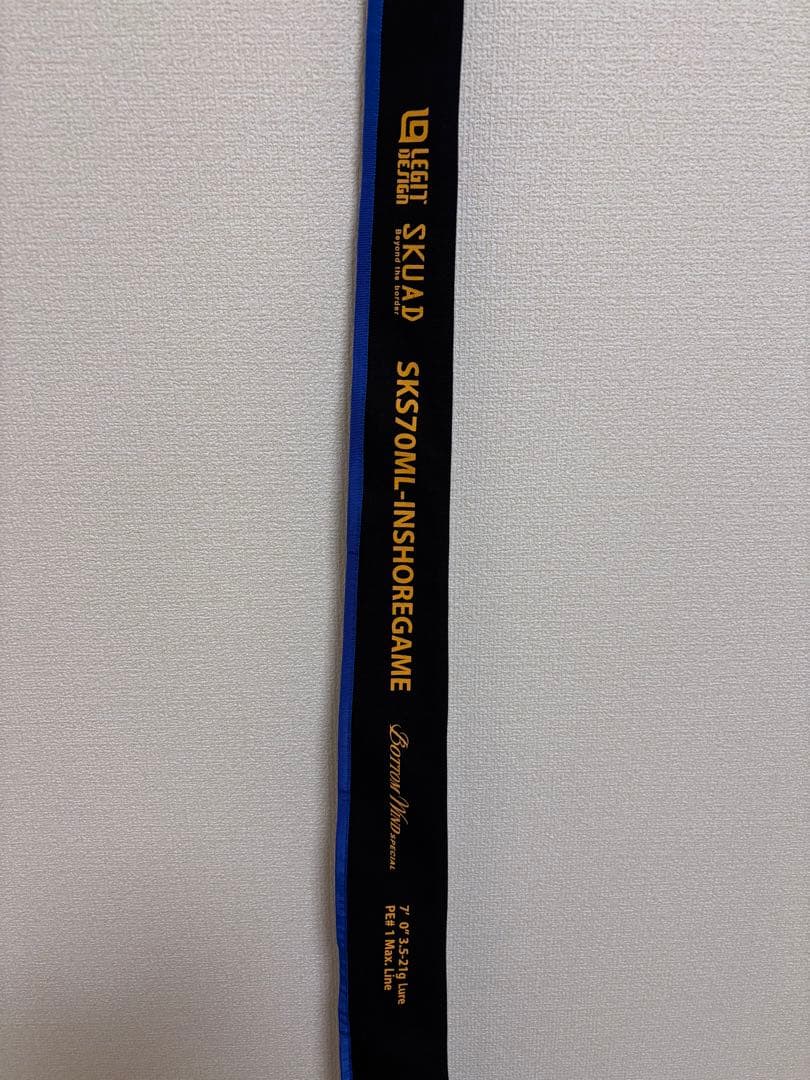 LEGIT
DESIGN
SKUAD
Beyond the border
SKS70ML-INSHOREGAME
BOTTOM WIND SPECIAL
7' 0" 3.5-21g Lure
PE# 1 Max. Line